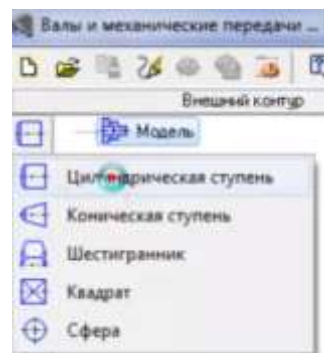 Валы и механические передачи ...
Внешний контур
Модель
Цилиндрическая ступень
Коническая ступень
Шестигранник
Квадрат
Сфера